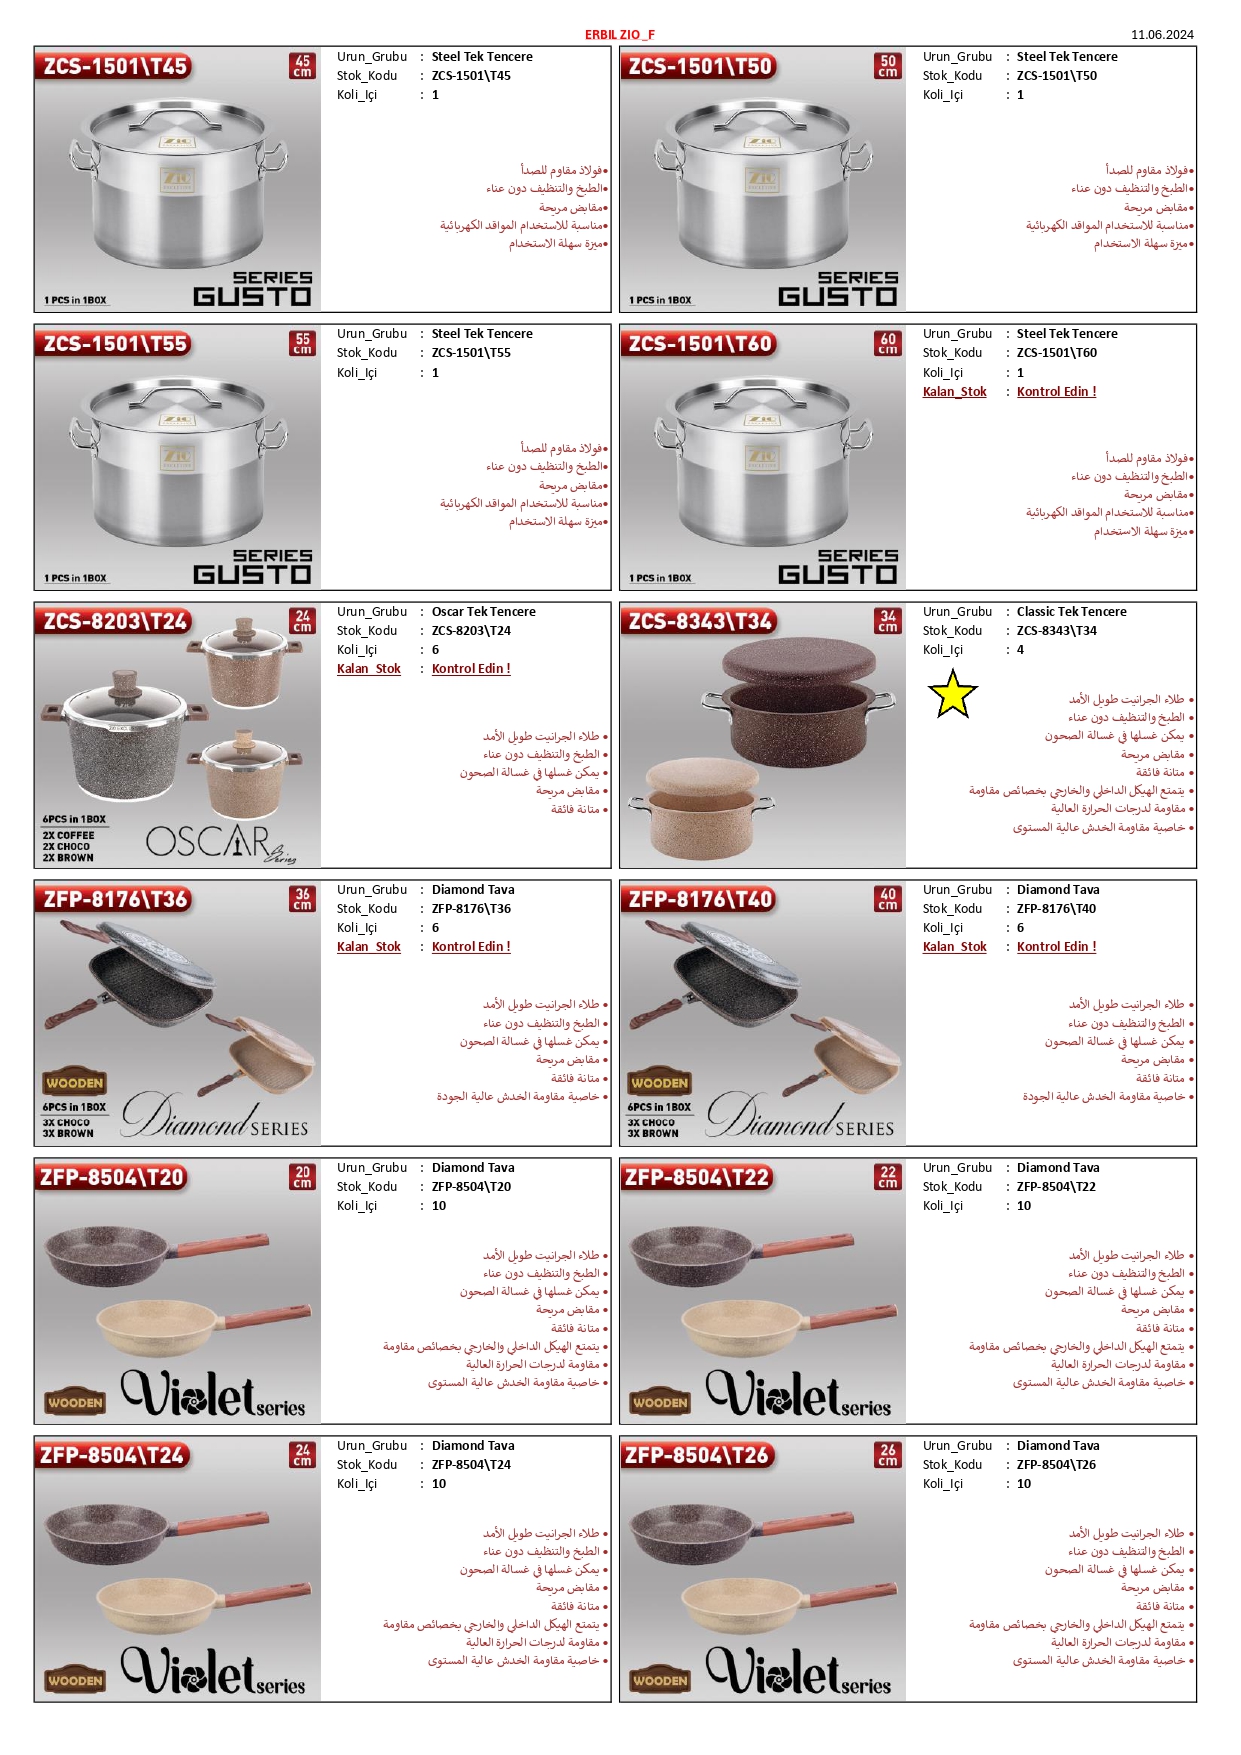 ERBIL ZIO_F
11.06.2024
ZCS-1501\T45
45 cm
Urun_Grubu : Steel Tek Tencere
Stok_Kodu : ZCS-1501\T45
Koli_Içi : 1
•فولاذ مقاوم للصدأ
•الطبخ والتنظيف دون عناء
•مقابض مريحة
•مناسبة للاستخدام المواقد الكهربائية
•ميزة سهلة الاستخدام
Zio
Zio
1 PCS in 1BOX
SERIES
GUSTO
ZCS-1501\T50
50 cm
Urun_Grubu : Steel Tek Tencere
Stok_Kodu : ZCS-1501\T50
Koli_Içi : 1
•فولاذ مقاوم للصدأ
•الطبخ والتنظيف دون عناء
•مقابض مريحة
•مناسبة للاستخدام المواقد الكهربائية
•ميزة سهلة الاستخدام
Zio
Zio
1 PCS in 1BOX
SERIES
GUSTO
ZCS-1501\T55
55 cm
Urun_Grubu : Steel Tek Tencere
Stok_Kodu : ZCS-1501\T55
Koli_Içi : 1
•فولاذ مقاوم للصدأ
•الطبخ والتنظيف دون عناء
•مقابض مريحة
•مناسبة للاستخدام المواقد الكهربائية
•ميزة سهلة الاستخدام
Zio
Zio
1 PCS in 1BOX
SERIES
GUSTO
ZCS-1501\T60
60 cm
Urun_Grubu : Steel Tek Tencere
Stok_Kodu : ZCS-1501\T60
Koli_Içi : 1
Kalan_Stok : Kontrol Edin !
•فولاذ مقاوم للصدأ
•الطبخ والتنظيف دون عناء
•مقابض مريحة
•مناسبة للاستخدام المواقد الكهربائية
•ميزة سهلة الاستخدام
Zio
Zio
1 PCS in 1BOX
SERIES
GUSTO
ZCS-8203\T24
24 cm
Urun_Grubu : Oscar Tek Tencere
Stok_Kodu : ZCS-8203\T24
Koli_Içi : 6
Kalan_Stok : Kontrol Edin !
• طلاء الجرانيت طويل الأمد
• الطبخ والتنظيف دون عناء
• يمكن غسلها في غسالة الصحون
• مقابض مريحة
• متانة فائقة
6PCS in 1BOX
2X COFFEE
2X CHOCO
2X BROWN
OSCAR Series
ZCS-8343\T34
34 cm
Urun_Grubu : Classic Tek Tencere
Stok_Kodu : ZCS-8343\T34
Koli_Içi : 4
• طلاء الجرانيت طويل الأمد
• الطبخ والتنظيف دون عناء
• يمكن غسلها في غسالة الصحون
• مقابض مريحة
• متانة فائقة
• يتمتع الهيكل الداخلي والخارجي بخصائص مقاومة
• مقاومة لدرجات الحرارة العالية
• خاصية مقاومة الخدش عالية المستوى
ZFP-8176\T36
36 cm
Urun_Grubu : Diamond Tava
Stok_Kodu : ZFP-8176\T36
Koli_Içi : 6
Kalan_Stok : Kontrol Edin !
• طلاء الجرانيت طويل الأمد
• الطبخ والتنظيف دون عناء
• يمكن غسلها في غسالة الصحون
• مقابض مريحة
• متانة فائقة
• خاصية مقاومة الخدش عالية الجودة
WOODEN
6PCS in 1BOX
3X CHOCO
3X BROWN
Diamond SERIES
ZFP-8176\T40
40 cm
Urun_Grubu : Diamond Tava
Stok_Kodu : ZFP-8176\T40
Koli_Içi : 6
Kalan_Stok : Kontrol Edin !
• طلاء الجرانيت طويل الأمد
• الطبخ والتنظيف دون عناء
• يمكن غسلها في غسالة الصحون
• مقابض مريحة
• متانة فائقة
• خاصية مقاومة الخدش عالية الجودة
WOODEN
6PCS in 1BOX
3X CHOCO
3X BROWN
Diamond SERIES
ZFP-8504\T20
20 cm
Urun_Grubu : Diamond Tava
Stok_Kodu : ZFP-8504\T20
Koli_Içi : 10
• طلاء الجرانيت طويل الأمد
• الطبخ والتنظيف دون عناء
• يمكن غسلها في غسالة الصحون
• مقابض مريحة
• متانة فائقة
• يتمتع الهيكل الداخلي والخارجي بخصائص مقاومة
• مقاومة لدرجات الحرارة العالية
• خاصية مقاومة الخدش عالية المستوى
WOODEN
Violet series
ZFP-8504\T22
22 cm
Urun_Grubu : Diamond Tava
Stok_Kodu : ZFP-8504\T22
Koli_Içi : 10
• طلاء الجرانيت طويل الأمد
• الطبخ والتنظيف دون عناء
• يمكن غسلها في غسالة الصحون
• مقابض مريحة
• متانة فائقة
• يتمتع الهيكل الداخلي والخارجي بخصائص مقاومة
• مقاومة لدرجات الحرارة العالية
• خاصية مقاومة الخدش عالية المستوى
WOODEN
Violet series
ZFP-8504\T24
24 cm
Urun_Grubu : Diamond Tava
Stok_Kodu : ZFP-8504\T24
Koli_Içi : 10
• طلاء الجرانيت طويل الأمد
• الطبخ والتنظيف دون عناء
• يمكن غسلها في غسالة الصحون
• مقابض مريحة
• متانة فائقة
• يتمتع الهيكل الداخلي والخارجي بخصائص مقاومة
• مقاومة لدرجات الحرارة العالية
• خاصية مقاومة الخدش عالية المستوى
WOODEN
Violet series
ZFP-8504\T26
26 cm
Urun_Grubu : Diamond Tava
Stok_Kodu : ZFP-8504\T26
Koli_Içi : 10
• طلاء الجرانيت طويل الأمد
• الطبخ والتنظيف دون عناء
• يمكن غسلها في غسالة الصحون
• مقابض مريحة
• متانة فائقة
• يتمتع الهيكل الداخلي والخارجي بخصائص مقاومة
• مقاومة لدرجات الحرارة العالية
• خاصية مقاومة الخدش عالية المستوى
WOODEN
Violet series